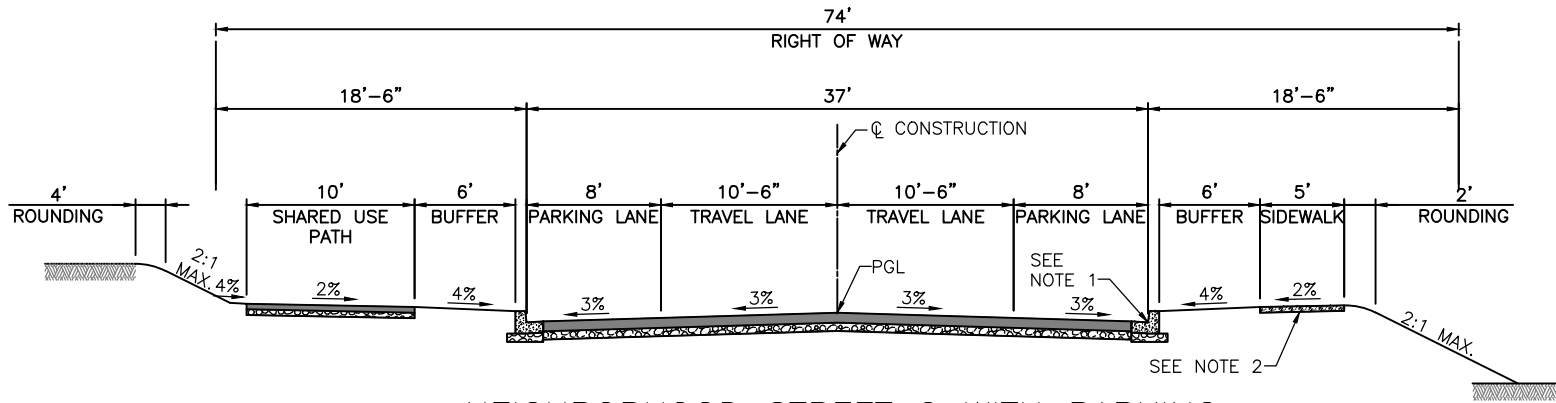 74'
RIGHT OF WAY
18'-6" 37' 18'-6"
℄ CONSTRUCTION
4' 10' 6' 8' 10'-6" 10'-6" 8' 6' 5' 2'
ROUNDING SHARED USE BUFFER PARKING LANE TRAVEL LANE TRAVEL LANE PARKING LANE BUFFER SIDEWALK ROUNDING
PATH
2:1
MAX.
4% 2% 4% 3% 3% PGL 3% 3% SEE
NOTE 1
4% 2%
2:1 MAX.
SEE NOTE 2